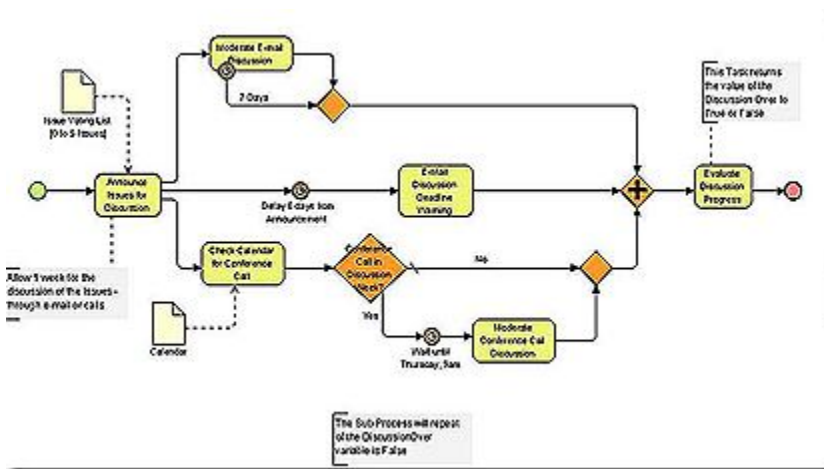 Moderate E-mail
Discussion
7 Days
Issue Voting List
(0 to 5 Issues)
This Task returns
the value of the
Discussion Over to
True or False
Announce
Issues for
Discussion
Delay 6 days from
Announcement
E-mail
Discussion
Deadline
Warning
Evaluate
Discussion
Progress
Check Calendar
for Conference
Call
Conference
Call in
Discussion
Week?
No
Yes
Allow 1 week for the
discussion of the Issues -
through e-mail or calls
Calendar
Wait until
Thursday, 9am
Moderate
Conference Call
Discussion
The Sub Process will repeat
of the DiscussionOver
variable is False